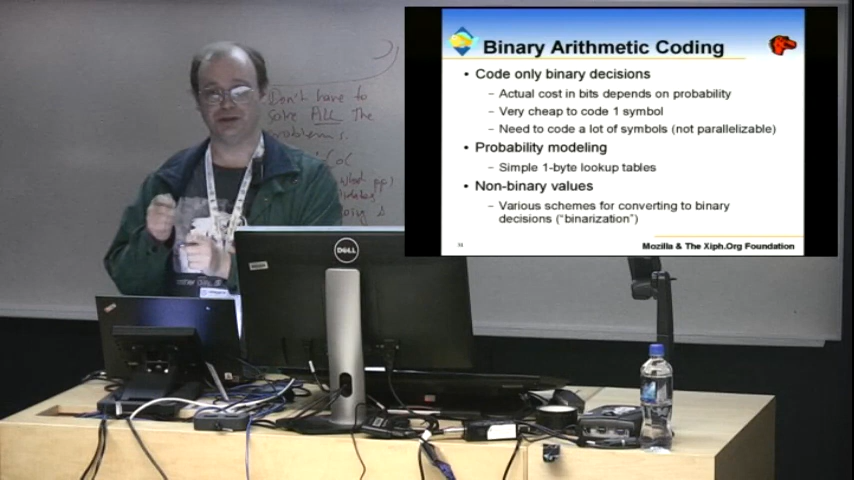 Binary Arithmetic Coding
• Code only binary decisions
– Actual cost in bits depends on probability
– Very cheap to code 1 symbol
– Need to code a lot of symbols (not parallelizable)
• Probability modeling
– Simple 1-byte lookup tables
• Non-binary values
– Various schemes for converting to binary
decisions ("binarization")
Mozilla & The Xiph.Org Foundation
Don't have to
solve ALL the
problems.
DELL